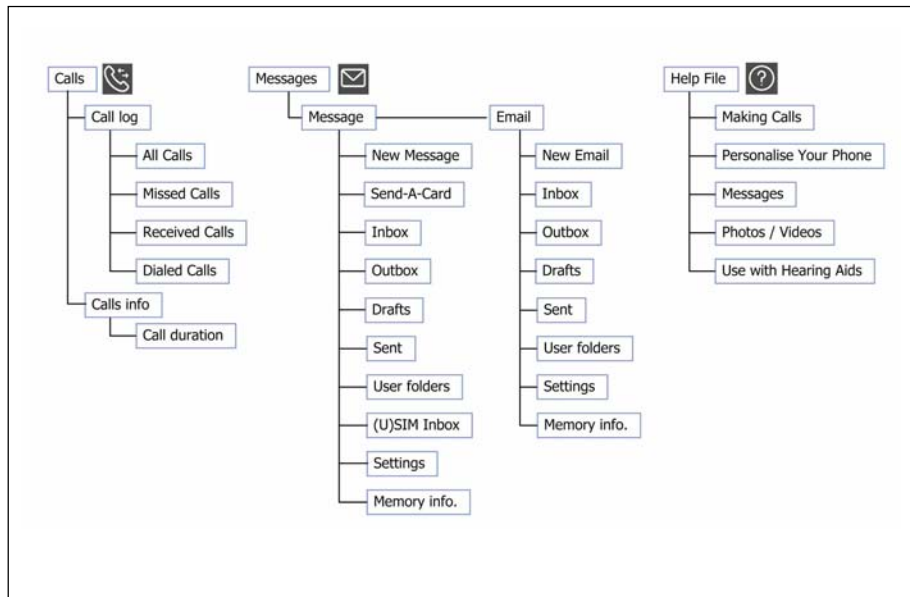 Calls
Call log
All Calls
Missed Calls
Received Calls
Dialed Calls
Calls info
Call duration
Messages
Message
New Message
Send-A-Card
Inbox
Outbox
Drafts
Sent
User folders
(U)SIM Inbox
Settings
Memory info.
Email
New Email
Inbox
Outbox
Drafts
Sent
User folders
Settings
Memory info.
Help File
Making Calls
Personalise Your Phone
Messages
Photos / Videos
Use with Hearing Aids